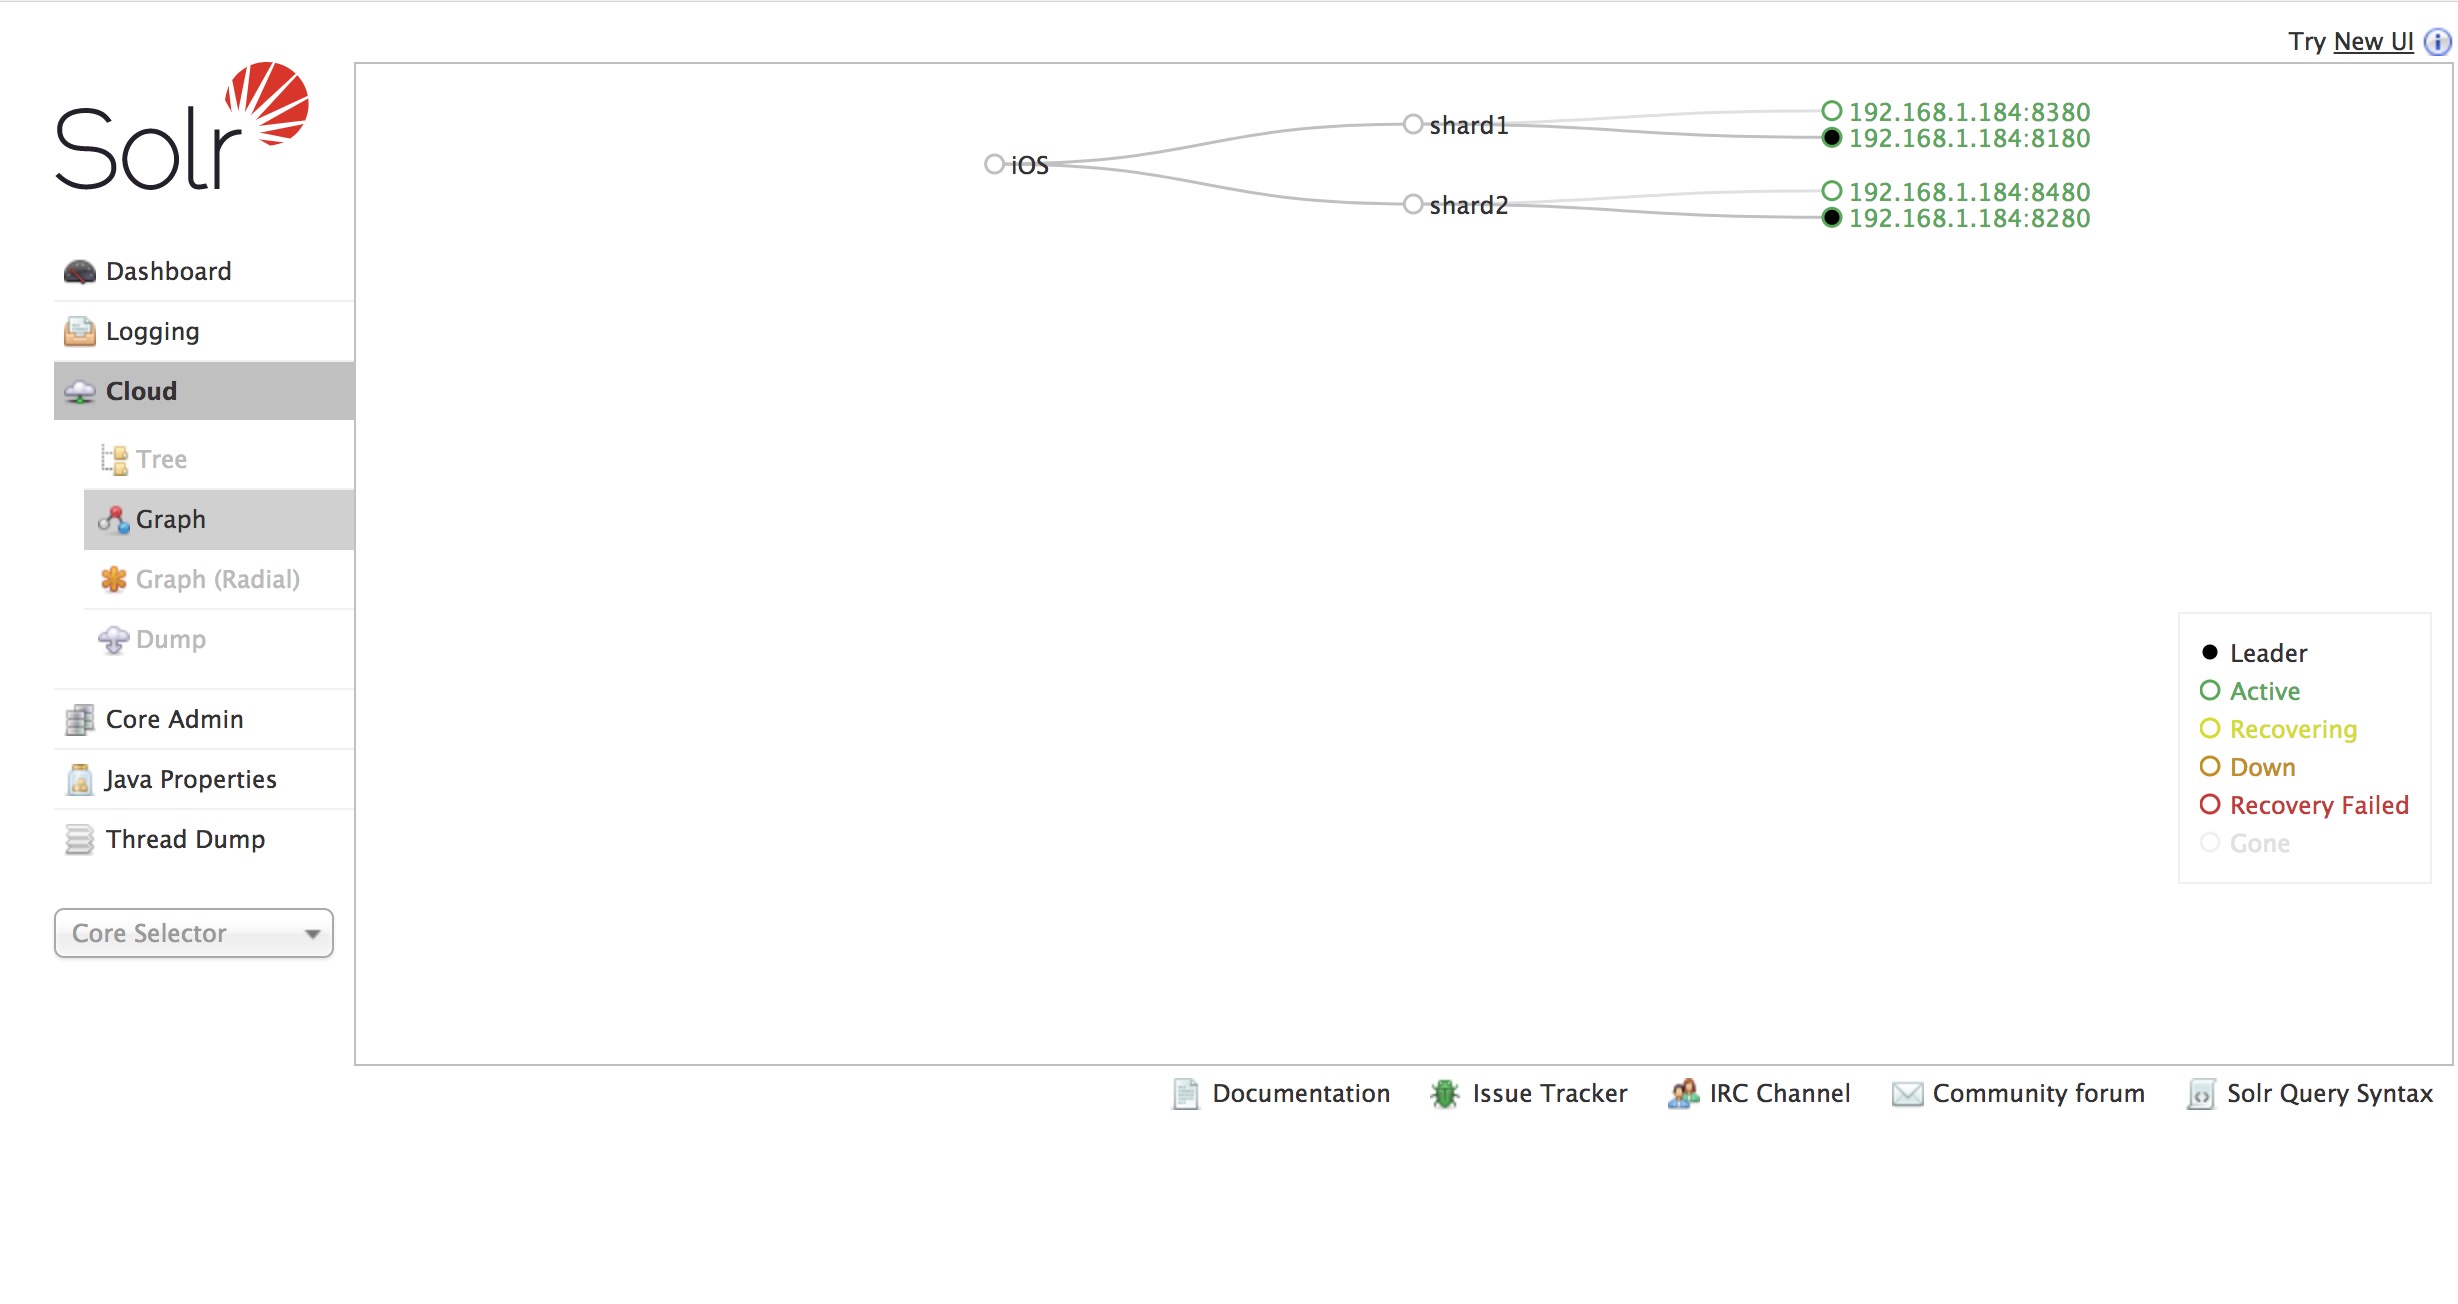 Try New UI
Solr
iOS
shard1
192.168.1.184:8380
192.168.1.184:8180
shard2
192.168.1.184:8480
192.168.1.184:8280
Dashboard
Logging
Cloud
Tree
Graph
Graph (Radial)
Dump
Core Admin
Java Properties
Thread Dump
Core Selector
Leader
Active
Recovering
Down
Recovery Failed
Gone
Documentation
Issue Tracker
IRC Channel
Community forum
Solr Query Syntax